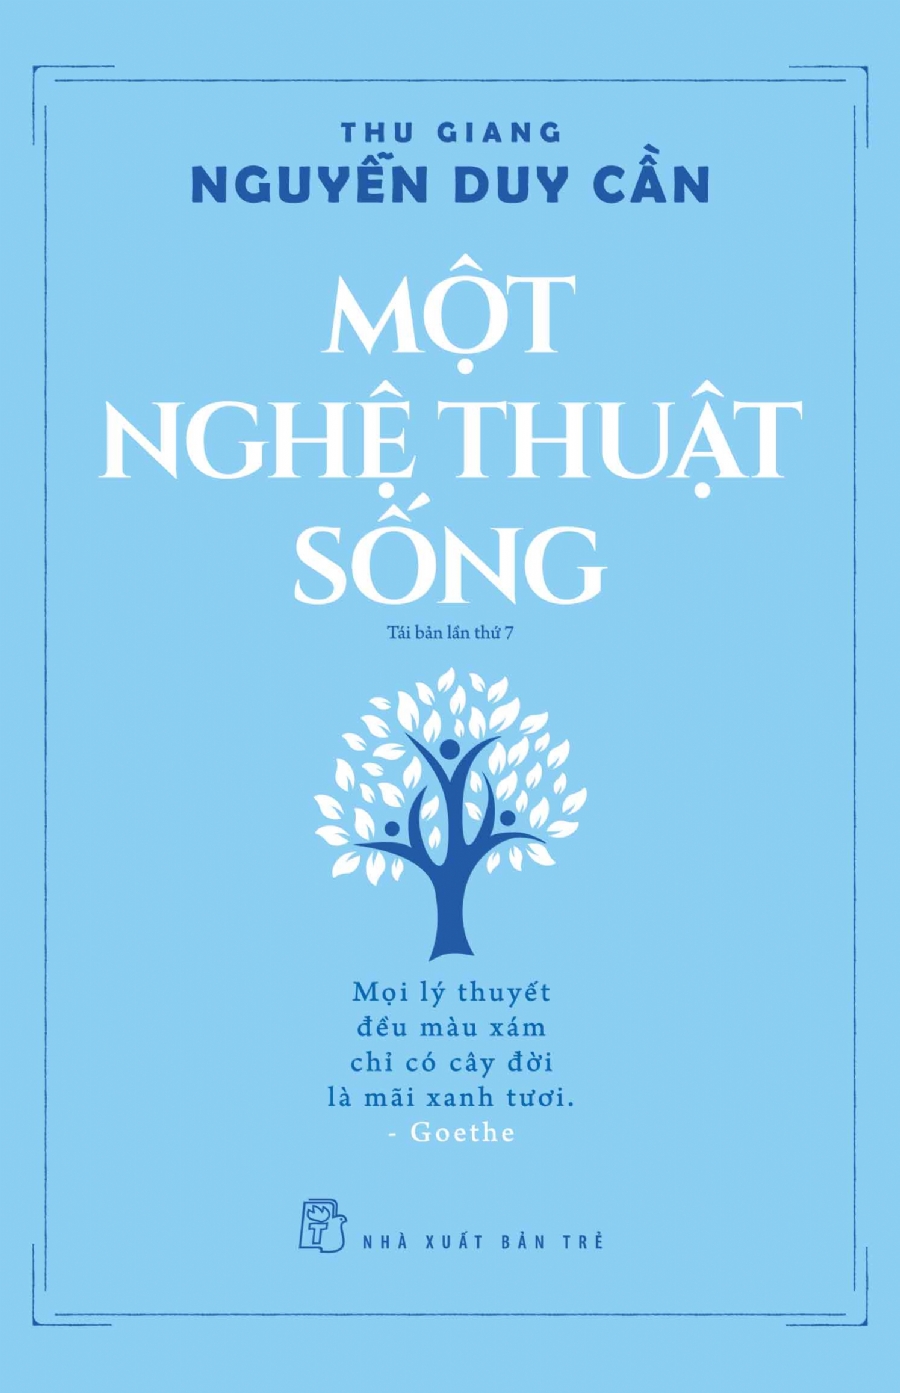 THU GIANG
NGUYỄN DUY CẦN
MỘT
NGHỆ THUẬT
SỐNG
Tái bản lần thứ 7
Mọi lý thuyết
đều màu xám
chỉ có cây đời
là mãi xanh tươi.
- Goethe
T
NHÀ XUẤT BẢN TRẺ